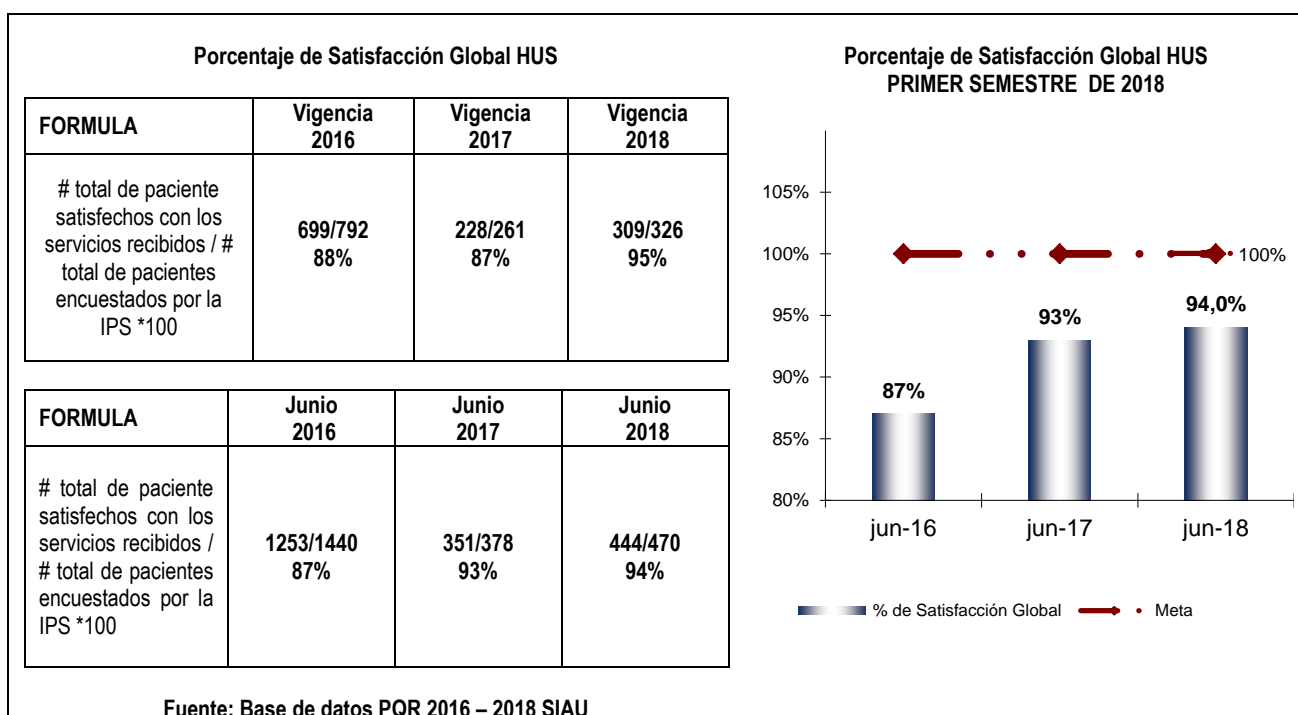 Porcentaje de Satisfacción Global HUS
FORMULA
Vigencia
2016
Vigencia
2017
Vigencia
2018
# total de paciente
satisfechos con los
servicios recibidos / #
total de pacientes
encuestados por la
IPS *100
699/792
88%
228/261
87%
309/326
95%
FORMULA
Junio
2016
Junio
2017
Junio
2018
# total de paciente
satisfechos con los
servicios recibidos /
# total de pacientes
encuestados por la
IPS *100
1253/1440
87%
351/378
93%
444/470
94%
Fuente: Base de datos PQR 2016 – 2018 SIAU
Porcentaje de Satisfacción Global HUS
PRIMER SEMESTRE DE 2018
105%
100%
95%
90%
85%
80%
100%
87%
93%
94,0%
jun-16
jun-17
jun-18
% de Satisfacción Global
Meta